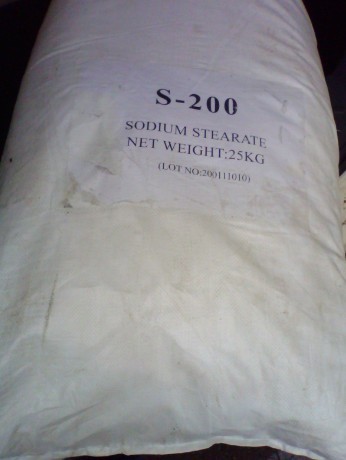 S-200
SODIUM STEARATE
NET WEIGHT:25KG
(LOT NO:200111010)